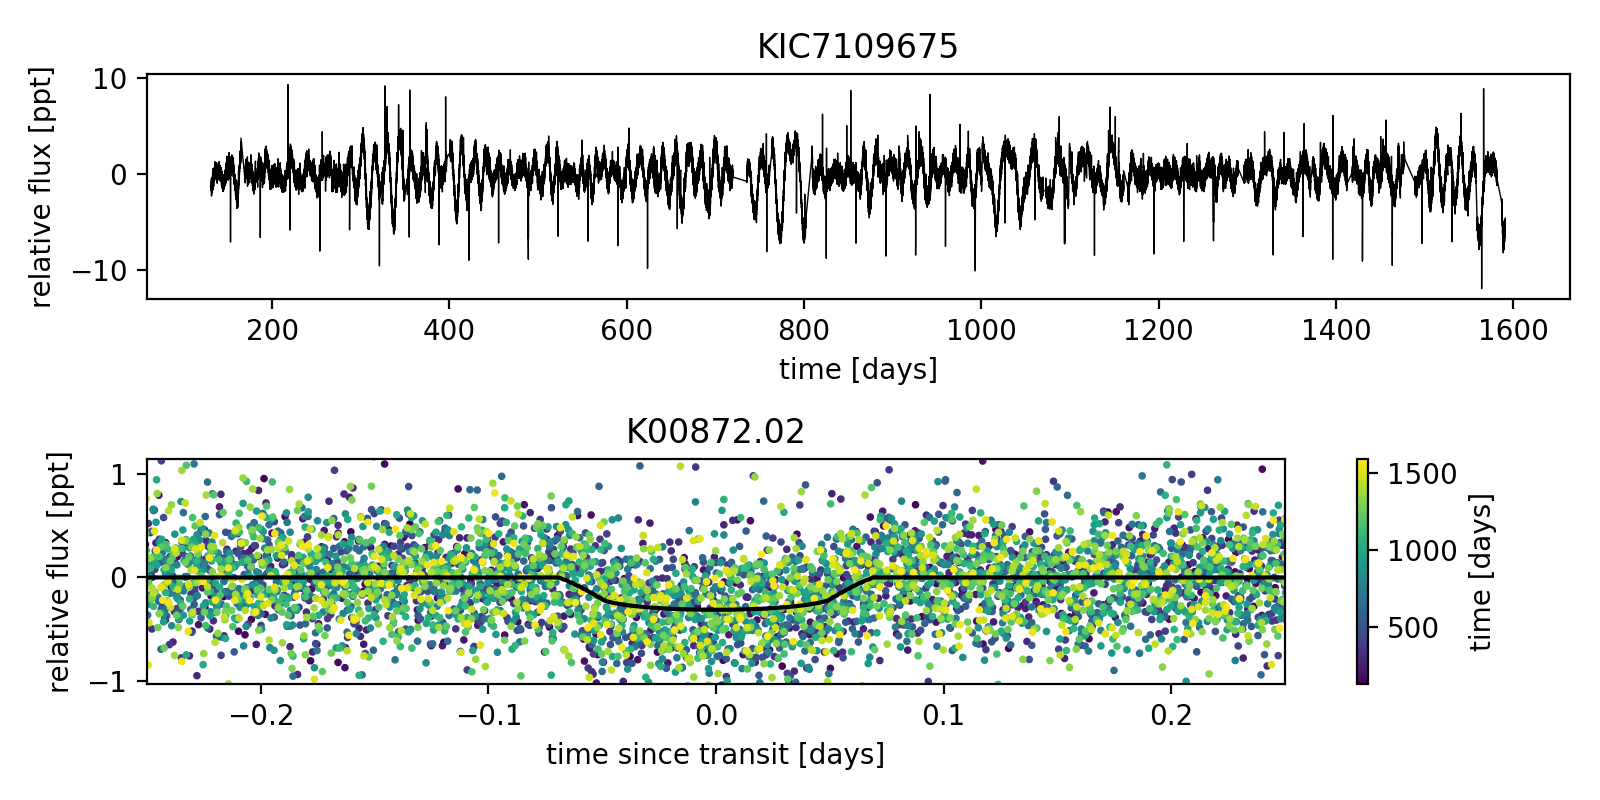 KIC7109675
relative flux [ppt]
10
0
−10
200 400 600 800 1000 1200 1400 1600
time [days]
K00872.02
relative flux [ppt]
1
0
−1
−0.2 −0.1 0.0 0.1 0.2
time since transit [days]
1500
1000
500
time [days]